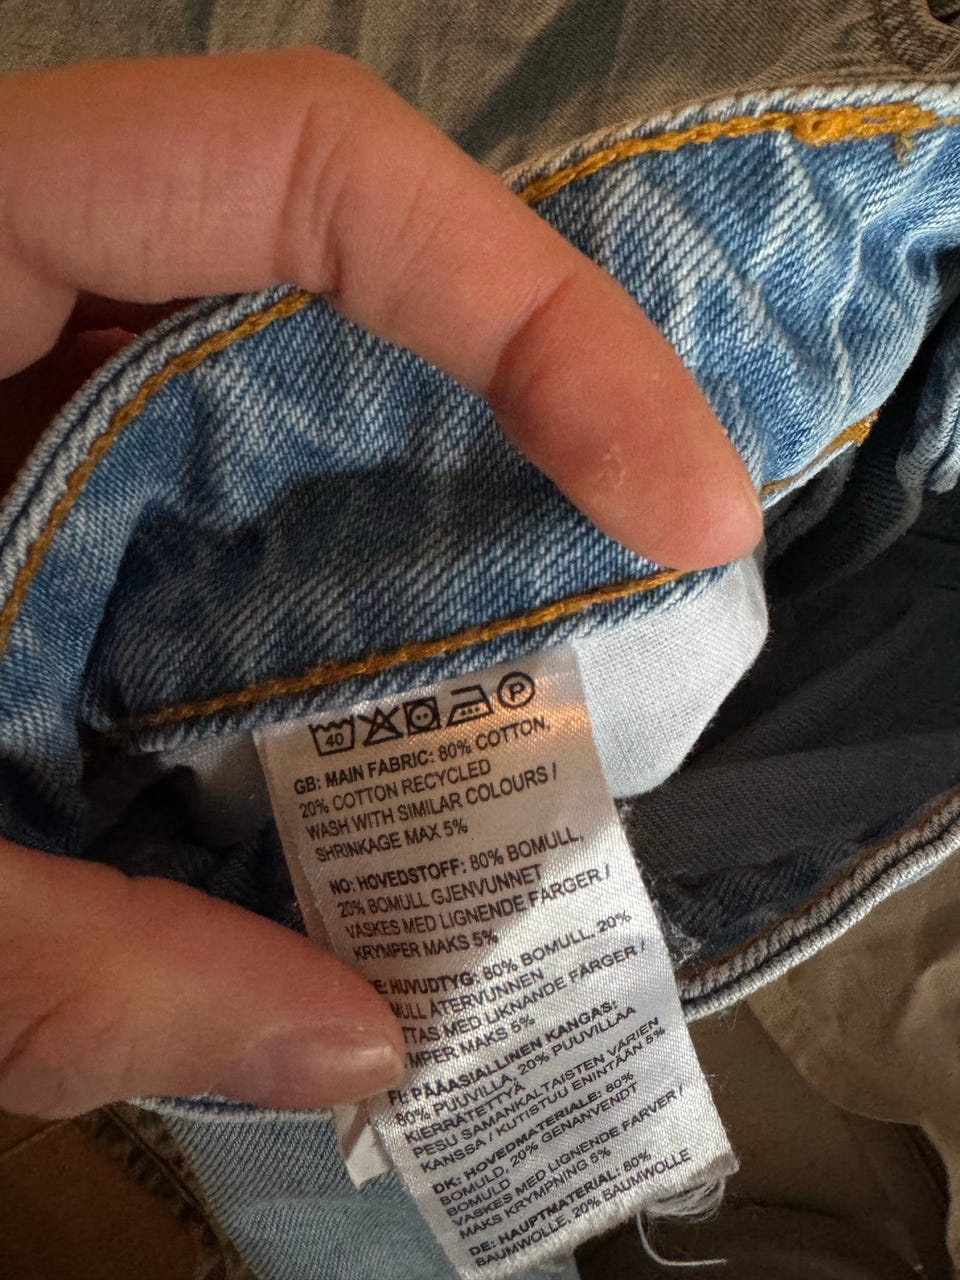 40 P
GB: MAIN FABRIC: 80% COTTON,
20% COTTON RECYCLED
WASH WITH SIMILAR COLOURS /
SHRINKAGE MAX 5%
NO: HOVEDSTOFF: 80% BOMULL,
20% BOMULL GJENVUNNET
VASKES MED LIGNENDE FARGER /
KRYMPER MAKS 5%
HUVUDTYG: 80% BOMULL, 20%
ÅTERVUNNEN
MED LIKNANDE FÄRGER /
MAX 5%
FI: PÄÄASIALLINEN KANGAS:
80% PUUVILLA, 20% PUUVILLAA
KIERRÄTETTYÄ
PESU SAMANKALTAISTEN VÄRIEN
KANSSA / KUTISTUU ENINTÄÄN 5%
DK: HOVEDMATERIALE: 80%
BOMULD, 20% GENANVENDT
BOMULD
VASKES MED LIGNENDE FARVER /
MAKS KRYMPNING 5%
DE: HAUPTMATERIAL: 80%
BAUMWOLLE, 20% BAUMWOLLE